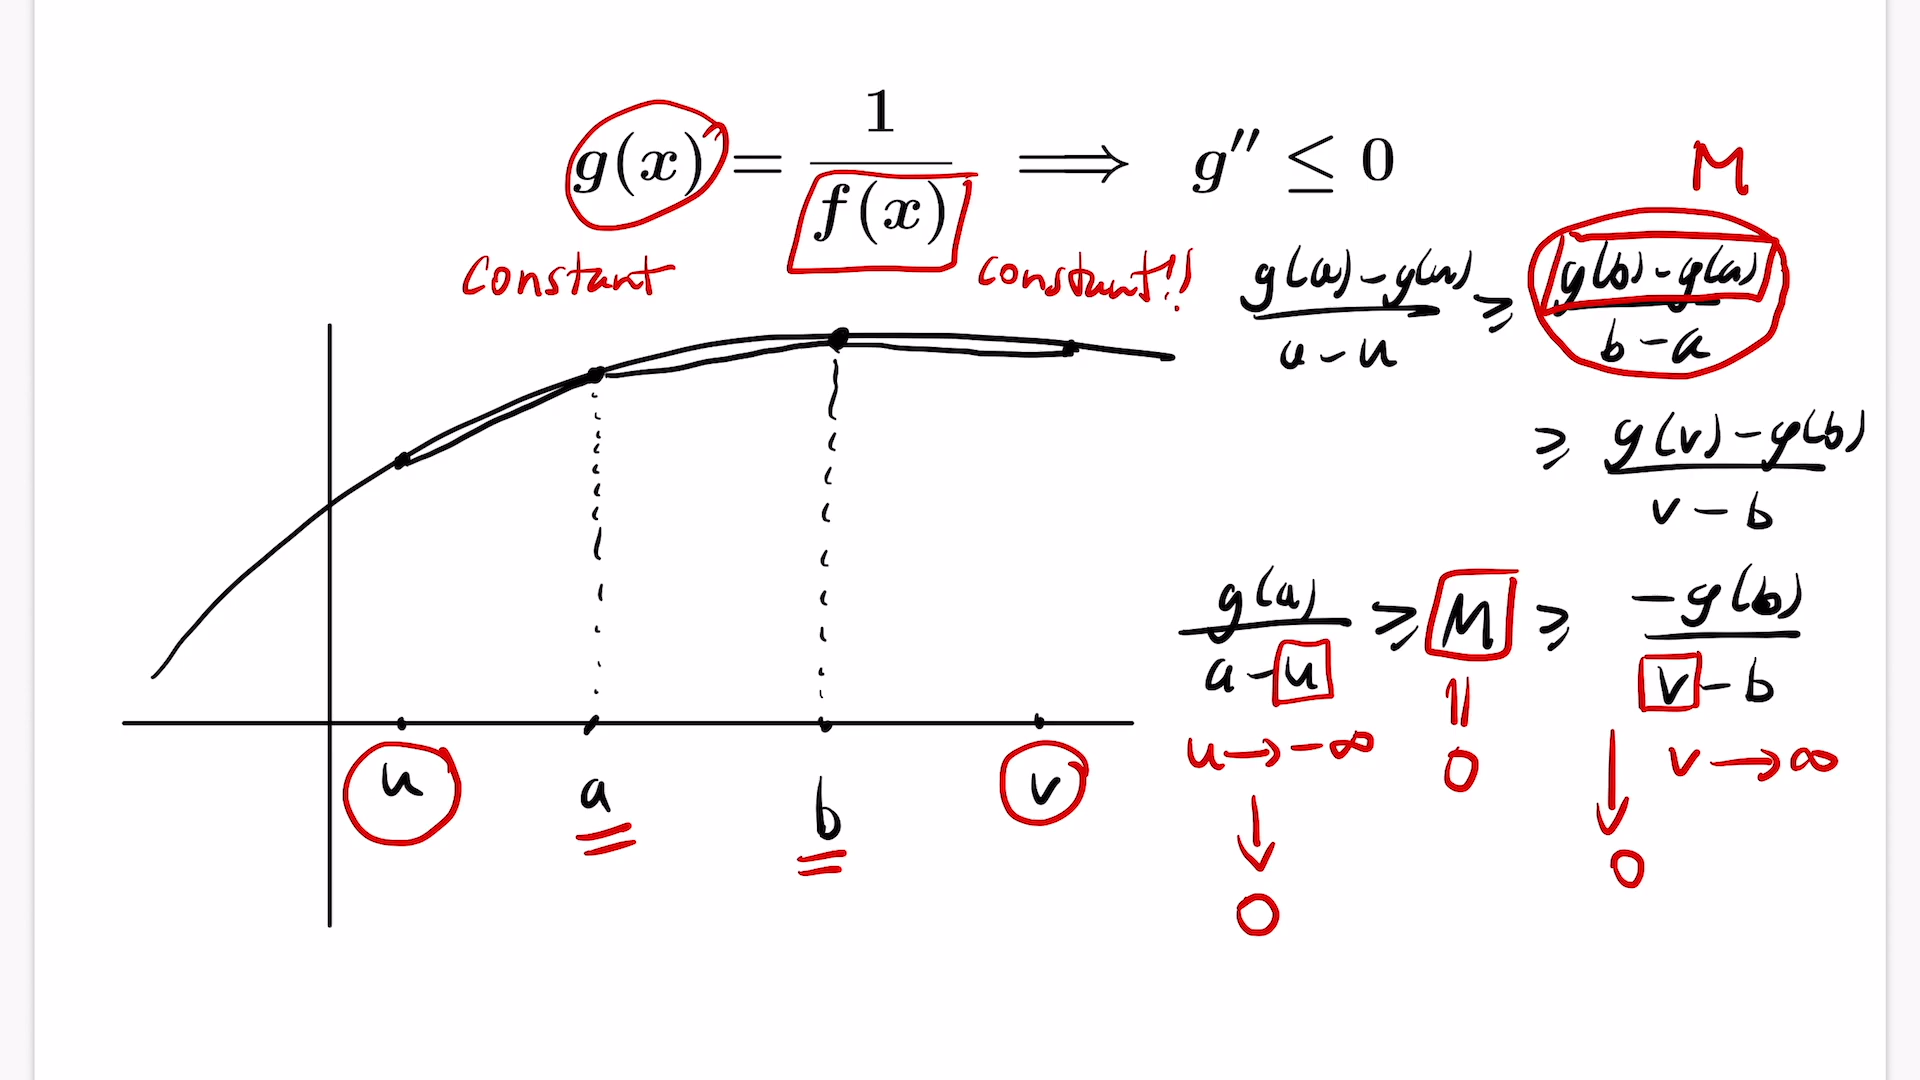 g(x) = 1/f(x) ⟹ g″ ≤ 0
M
constant
constant!!
g(a)-g(u)/a-u ≥ g(b)-g(a)/b-a
≥ g(v)-g(b)/v-b
g(a)/a-u ≥ M ≥ -g(b)/v-b
u→-∞
||
v→∞
0
↓
0
↓
0
u
a
b
v